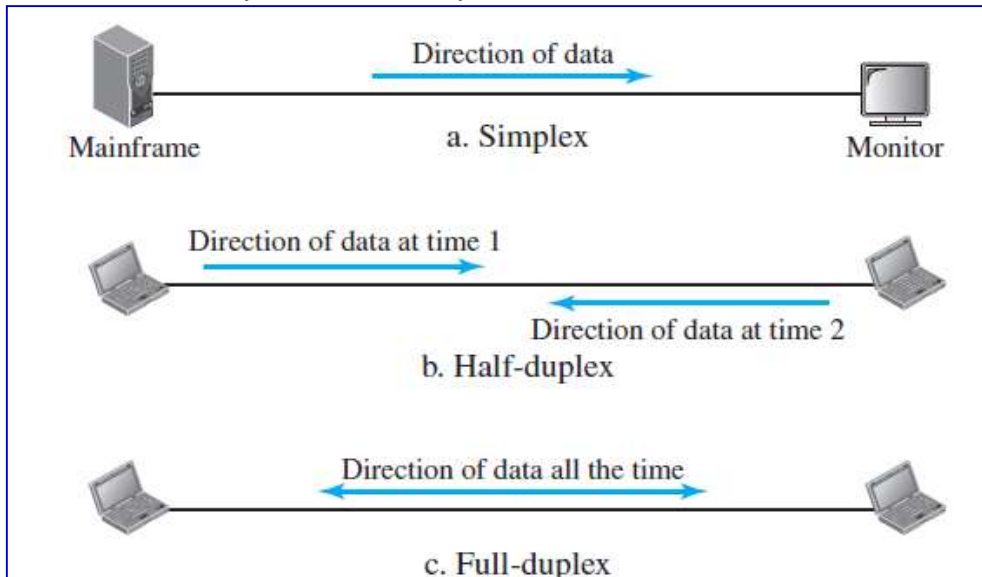 Direction of data
Mainframe
a. Simplex
Monitor
Direction of data at time 1
Direction of data at time 2
b. Half-duplex
Direction of data all the time
c. Full-duplex